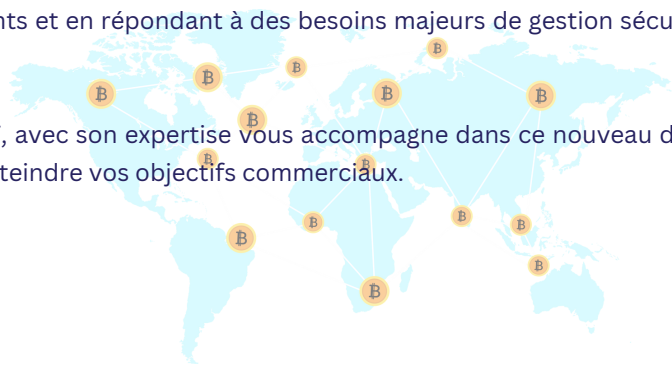 nts et en répondant à des besoins majeurs de gestion sécu
, avec son expertise vous accompagne dans ce nouveau d
teindre vos objectifs commerciaux.